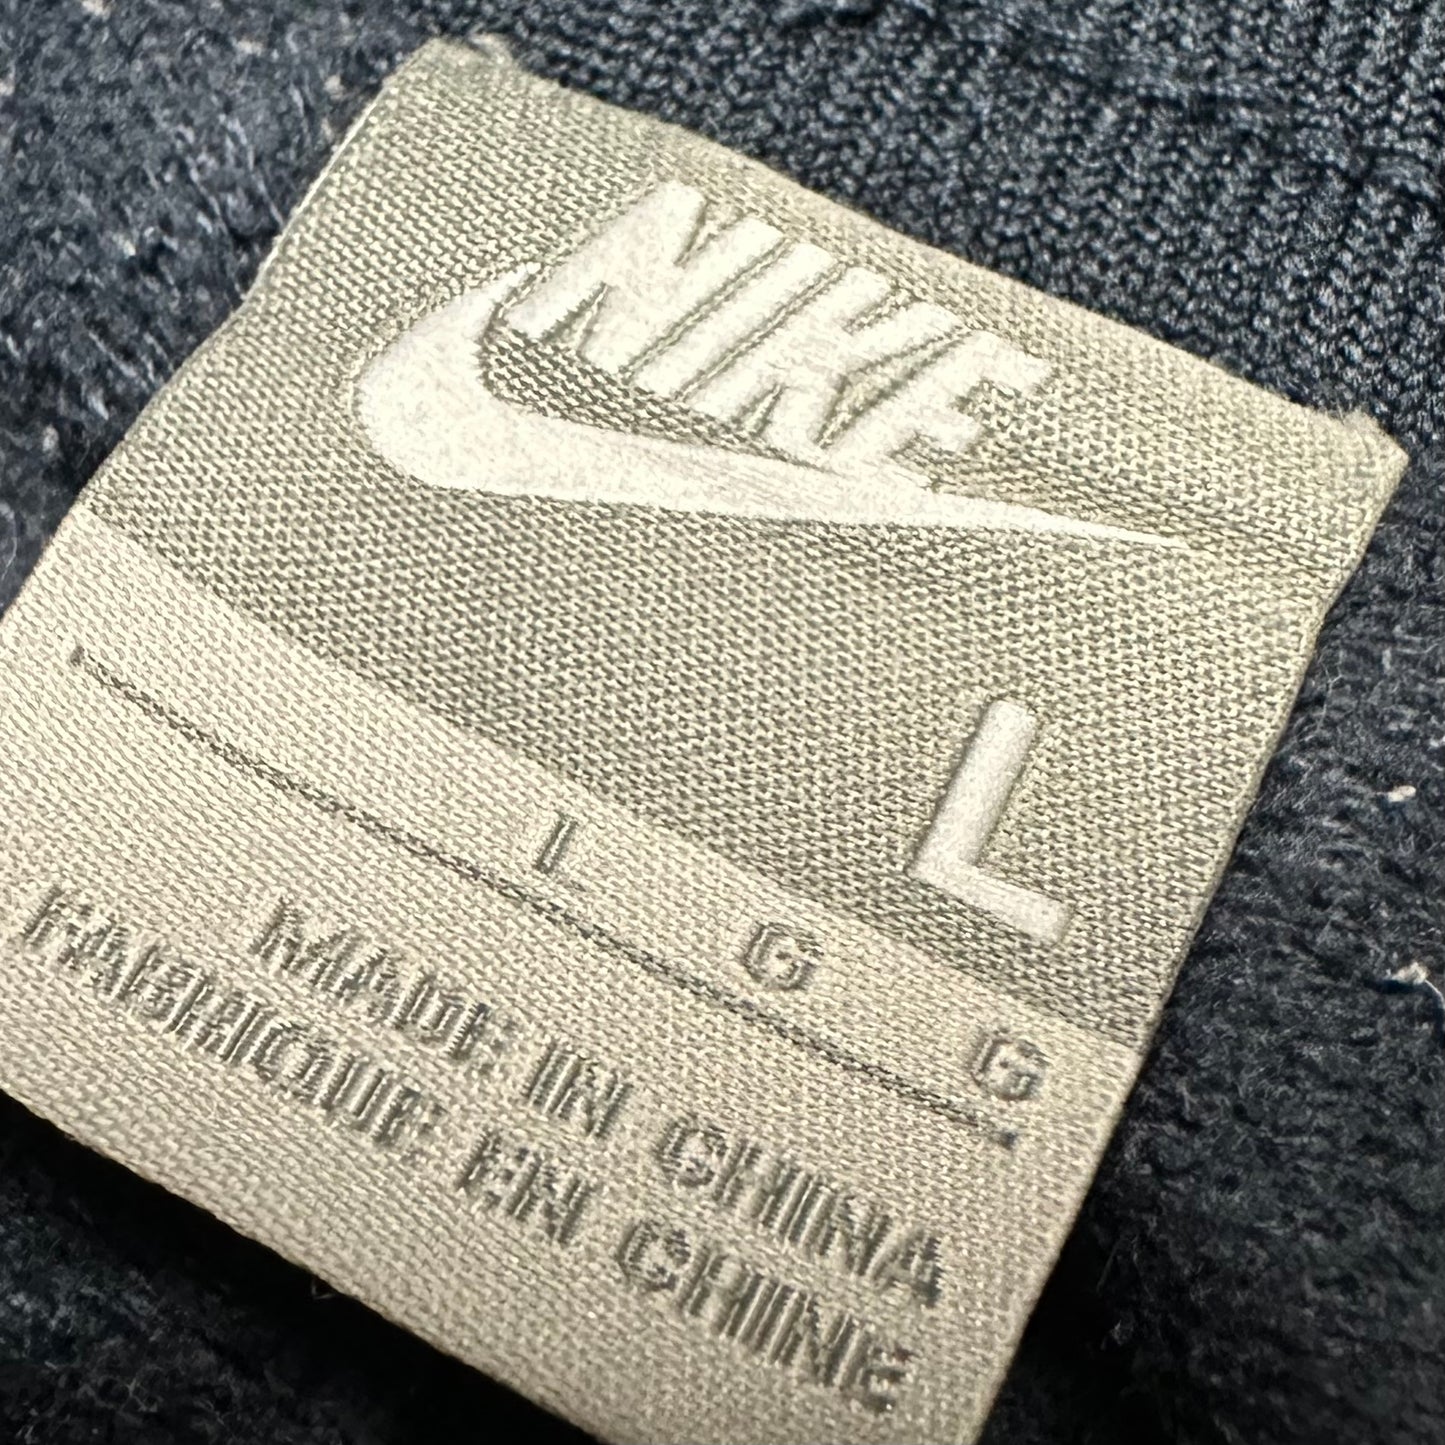 NIKE
L
L G G
MADE IN CHINA
FABRIQUE EN CHINE